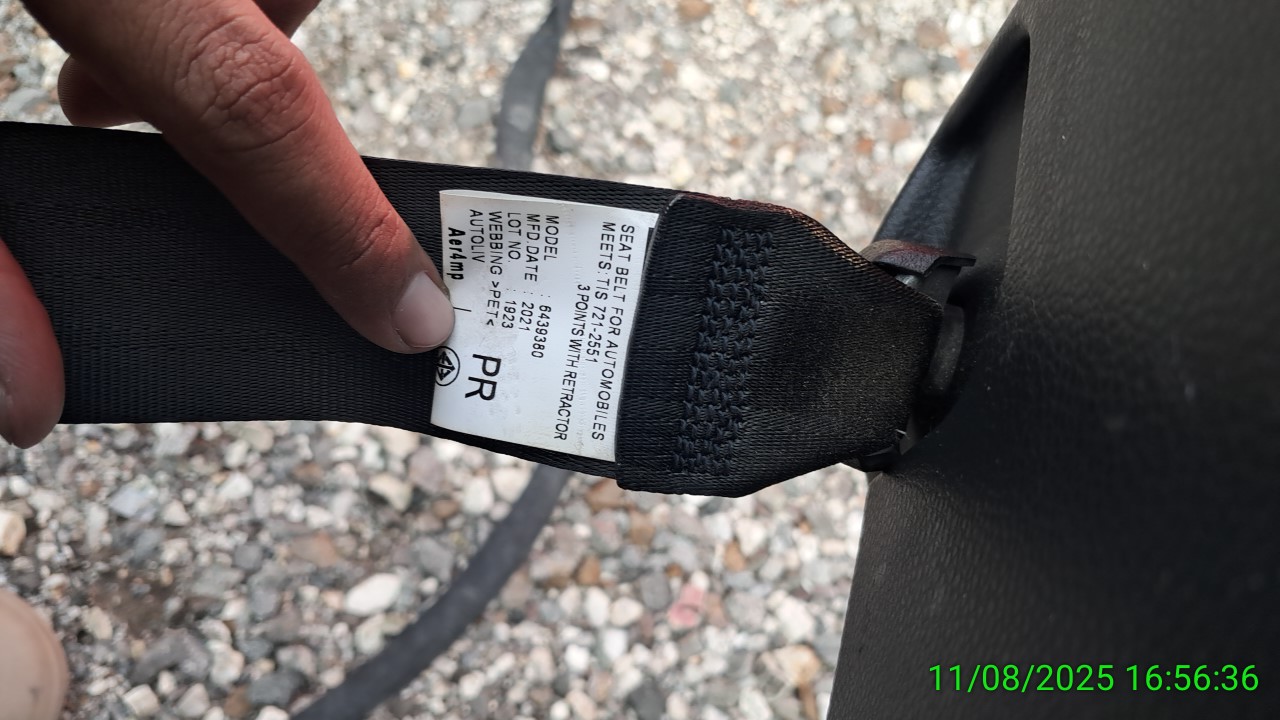 SEAT BELT FOR AUTOMOBILES
MEETS: TIS 721-2551
3 POINTS WITH RETRACTOR
MODEL : 6439380
MFD.DATE : 2021
LOT NO. : 1923
WEBBING >PET<
AUTOLIV
PR
Aer4mp
11/08/2025 16:56:36